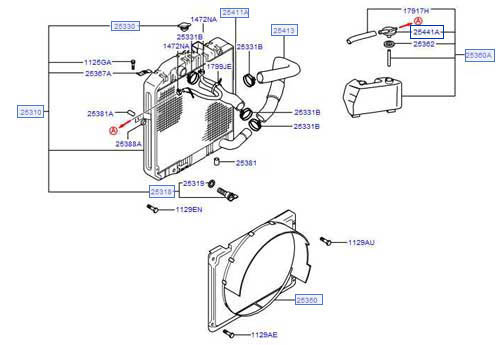 25330
1472NA
25411A
25331B
1472NA
25413
25331B
1799JE
1125GA
25367A
25310
25381A
A
25388A
25331B
25331B
25381
25318
25319
1129EN
17917H
A
25441A
25362
25360A
1129AU
25350
1129AE